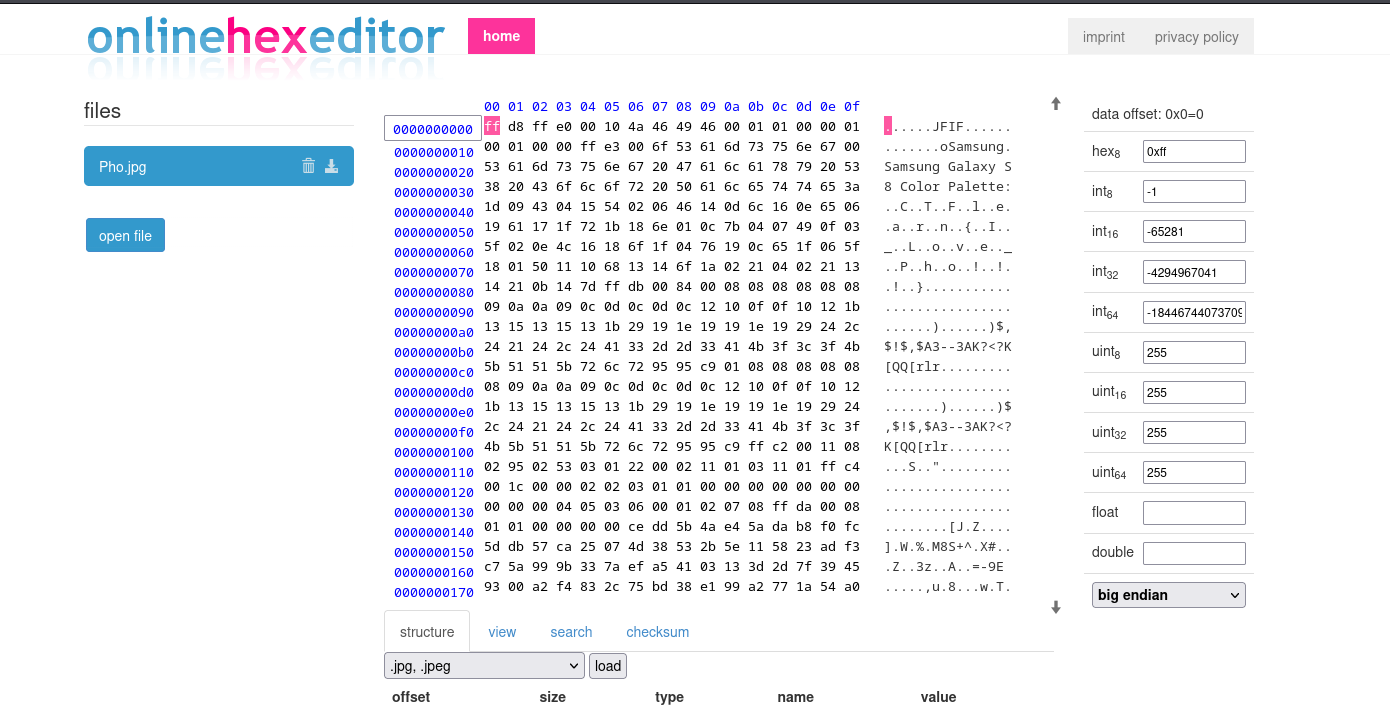 onlinehexeditor home imprint privacy policy
files
Pho.jpg
open file
00 01 02 03 04 05 06 07 08 09 0a 0b 0c 0d 0e 0f
0000000000 ff d8 ff e0 00 10 4a 46 49 46 00 01 01 00 00 01 ......JFIF......
0000000010 00 01 00 00 ff e3 00 6f 53 61 6d 73 75 6e 67 00 .......oSamsung.
0000000020 53 61 6d 73 75 6e 67 20 47 61 6c 61 78 79 20 53 Samsung Galaxy S
0000000030 38 20 43 6f 6c 6f 72 20 50 61 6c 65 74 74 65 3a 8 Color Palette:
0000000040 1d 09 43 04 15 54 02 06 46 14 0d 6c 16 0e 65 06 ..C..T..F..l..e.
0000000050 19 61 17 1f 72 1b 18 6e 01 0c 7b 04 07 49 0f 03 .a..r..n..{..I..
0000000060 5f 02 0e 4c 16 18 6f 1f 04 76 19 0c 65 1f 06 5f _..L..o..v..e.._
0000000070 18 01 50 11 10 68 13 14 6f 1a 02 21 04 02 21 13 ..P..h..o..!..!.
0000000080 14 21 0b 14 7d ff db 00 84 00 08 08 08 08 08 08 .!..}...........
0000000090 09 0a 0a 09 0c 0d 0c 0d 0c 12 10 0f 0f 10 12 1b ................
00000000a0 13 15 13 15 13 1b 29 19 1e 19 19 1e 19 29 24 2c ......)......)$,
00000000b0 24 21 24 2c 24 41 33 2d 2d 33 41 4b 3f 3c 3f 4b $!$,$A3--3AK?<?K
00000000c0 5b 51 51 5b 72 6c 72 95 95 c9 01 08 08 08 08 08 [QQ[rlr.........
00000000d0 08 09 0a 0a 09 0c 0d 0c 0d 0c 12 10 0f 0f 10 12 ................
00000000e0 1b 13 15 13 15 13 1b 29 19 1e 19 19 1e 19 29 24 .......)......)$
00000000f0 2c 24 21 24 2c 24 41 33 2d 2d 33 41 4b 3f 3c 3f ,$!$,$A3--3AK?<?
0000000100 4b 5b 51 51 5b 72 6c 72 95 95 c9 ff c2 00 11 08 K[QQ[rlr........
0000000110 02 95 02 53 03 01 22 00 02 11 01 03 11 01 ff c4 ...S..".........
0000000120 00 1c 00 00 02 02 03 01 01 00 00 00 00 00 00 00 ................
0000000130 00 00 00 04 05 03 06 00 01 02 07 08 ff da 00 08 ................
0000000140 01 01 00 00 00 00 ce dd 5b 4a e4 5a da b8 f0 fc ........[J.Z....
0000000150 5d db 57 ca 25 07 4d 38 53 2b 5e 11 58 23 ad f3 ].W.%.M8S+^.X#..
0000000160 c7 5a 99 9b 33 7a ef a5 41 03 13 3d 2d 7f 39 45 .Z..3z..A..=-9E
0000000170 93 00 a2 f4 83 2c 75 bd 38 e1 99 a2 77 1a 54 a0 .....,u.8...w.T.
data offset: 0x0=0
hex8 0xff
int8 -1
int16 -65281
int32 -4294967041
int64 -18446744073709
uint8 255
uint16 255
uint32 255
uint64 255
float
double
big endian
structure view search checksum
.jpg, .jpeg load
offset size type name value